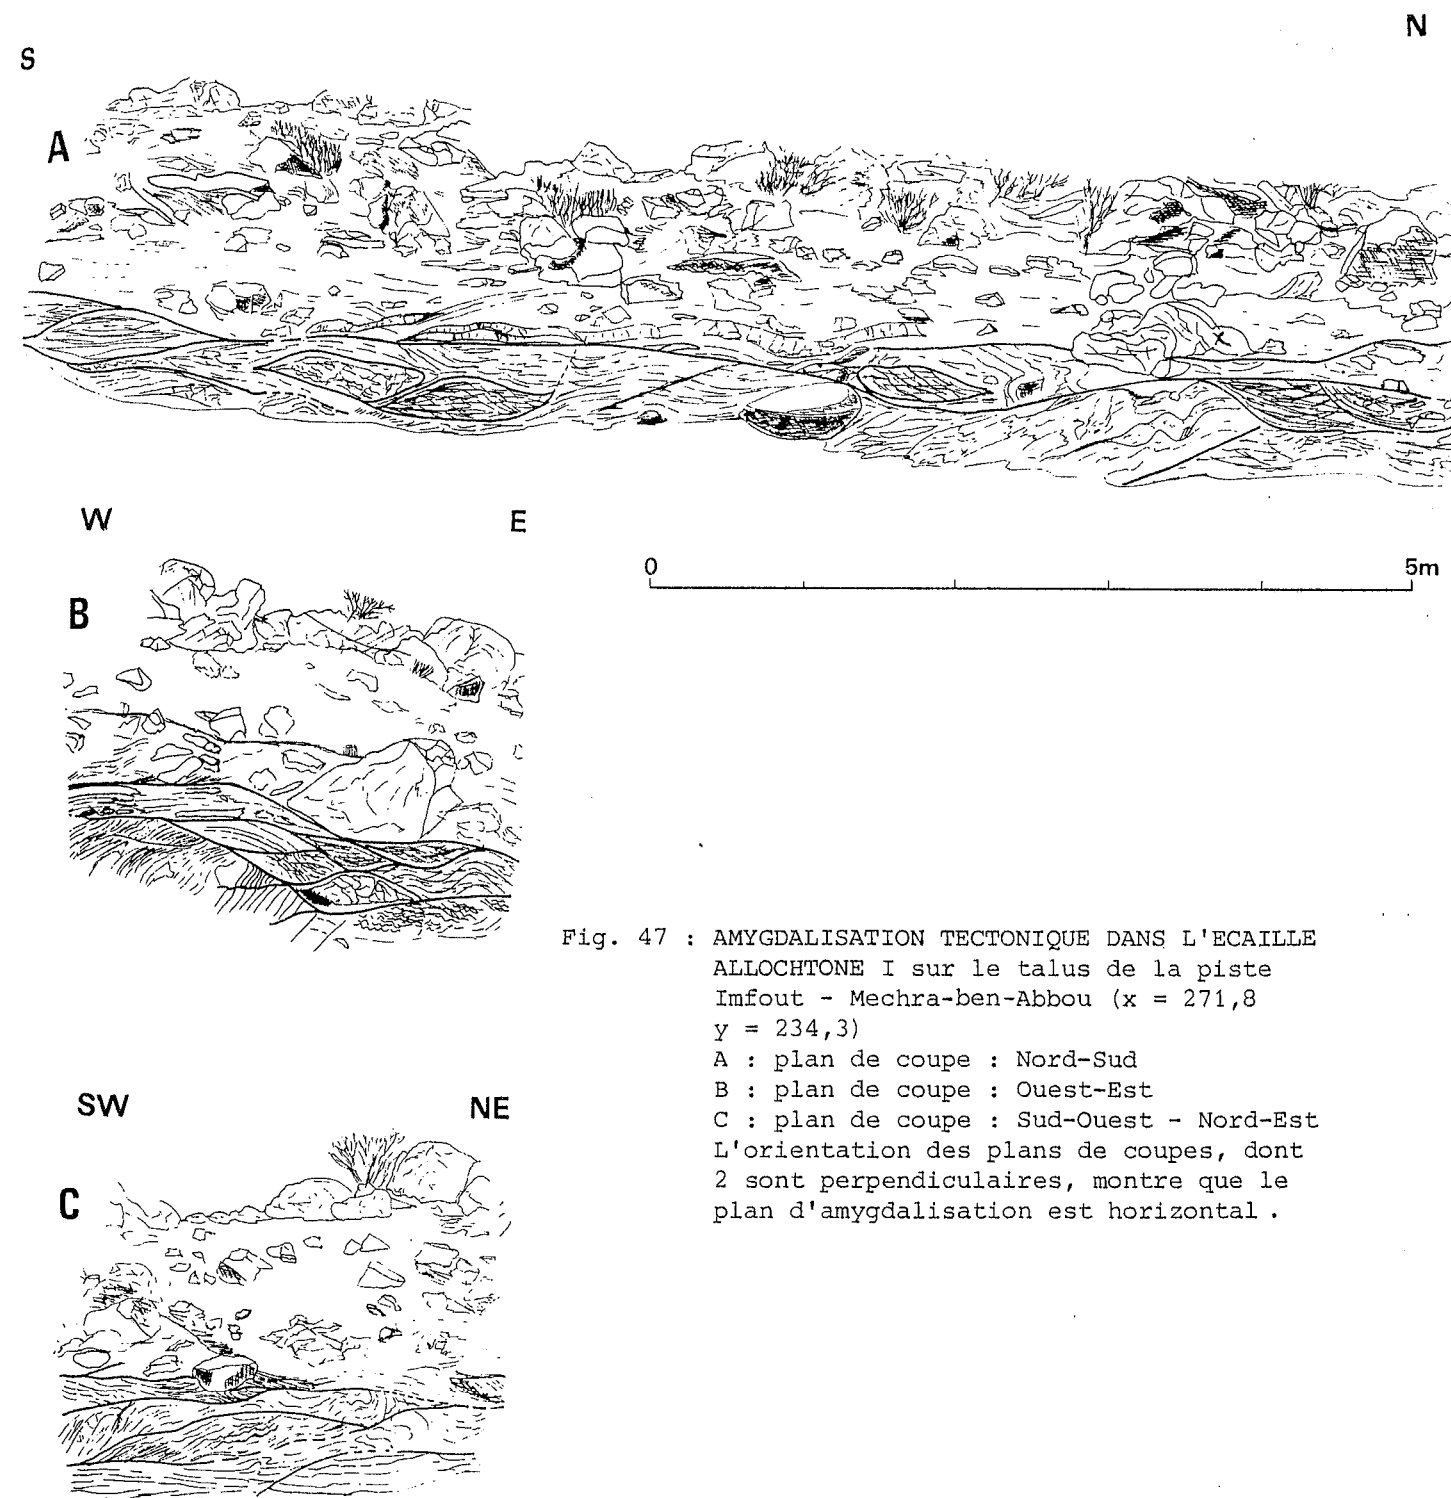 N
S
A
W E
0 5m
B
Fig. 47 : AMYGDALISATION TECTONIQUE DANS L'ECAILLE
ALLOCHTONE I sur le talus de la piste
Imfout - Mechra-ben-Abbou (x = 271,8
y = 234,3)
A : plan de coupe : Nord-Sud
B : plan de coupe : Ouest-Est
C : plan de coupe : Sud-Ouest - Nord-Est
L'orientation des plans de coupes, dont
2 sont perpendiculaires, montre que le
plan d'amygdalisation est horizontal .
SW NE
C